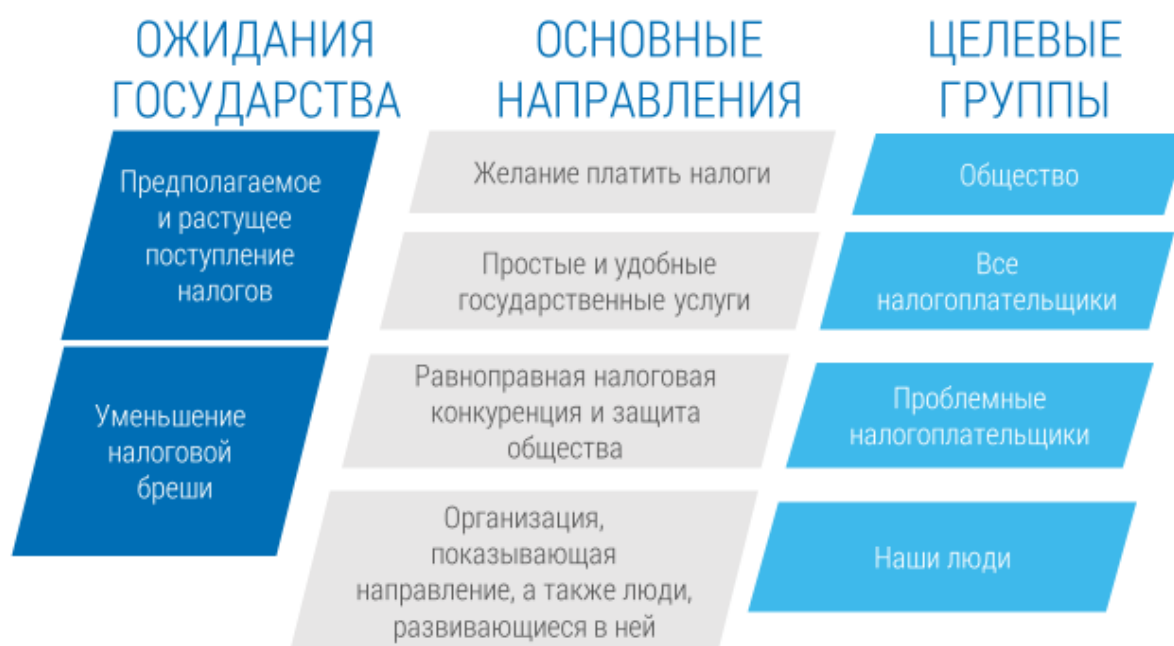 ОЖИДАНИЯ
ГОСУДАРСТВА
ОСНОВНЫЕ
НАПРАВЛЕНИЯ
ЦЕЛЕВЫЕ
ГРУППЫ
Предполагаемое
и растущее
поступление
налогов
Уменьшение
налоговой
бреши
Желание платить налоги
Простые и удобные
государственные услуги
Равноправная налоговая
конкуренция и защита
общества
Организация,
показывающая
направление, а также люди,
развивающиеся в ней
Общество
Все
налогоплательщики
Проблемные
налогоплательщики
Наши люди